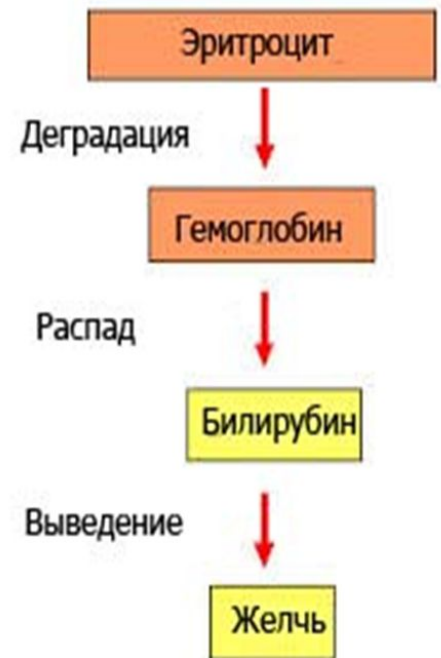 Эритроцит
Деградация
Гемоглобин
Распад
Билирубин
Выведение
Желчь